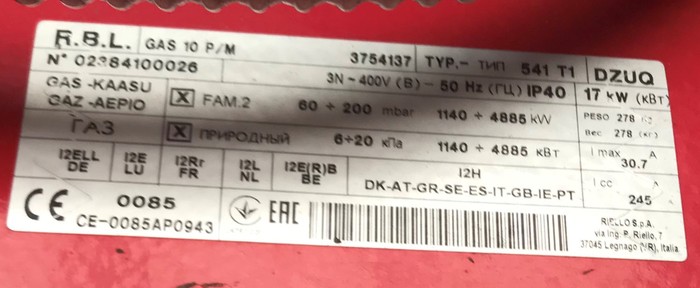 R.B.L. GAS 10 P/M 3754137 TYP.- ТИП 541 T1 DZUQ
N° 02384100026 3N ~ 400V (В) - 50 Hz (ГЦ) IP40 17 kW (кВт)
GAS -KAASU
GAZ -AEPIO X FAM.2 60 ÷ 200 mbar 1140 ÷ 4885 kW PESO 278 kg
ГАЗ X ПРИРОДНЫЙ 6÷20 кПа 1140 ÷ 4885 кВт Вес 278 (кг)
I2ELL DE I2E LU I2Rr FR I2L NL I2E(R)B BE I2H I max A 30.7
DK-AT-GR-SE-ES-IT-GB-IE-PT I cc A 245
CE 0085
CE-0085AP0943 EAC
RIELLO S.p.A.
via Ing. P. Riello, 7
37045 Legnago (VR), Italia